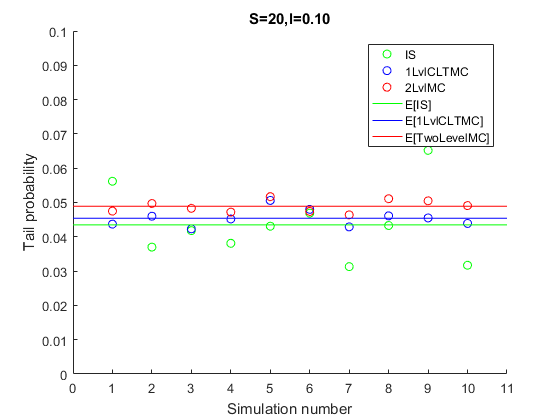 S=20,l=0.10
0.1
0.09
0.08
0.07
0.06
0.05
0.04
0.03
0.02
0.01
0
Tail probability
IS
1LvlCLTMC
2LvlMC
E[IS]
E[1LvlCLTMC]
E[TwoLevelMC]
0 1 2 3 4 5 6 7 8 9 10 11
Simulation number